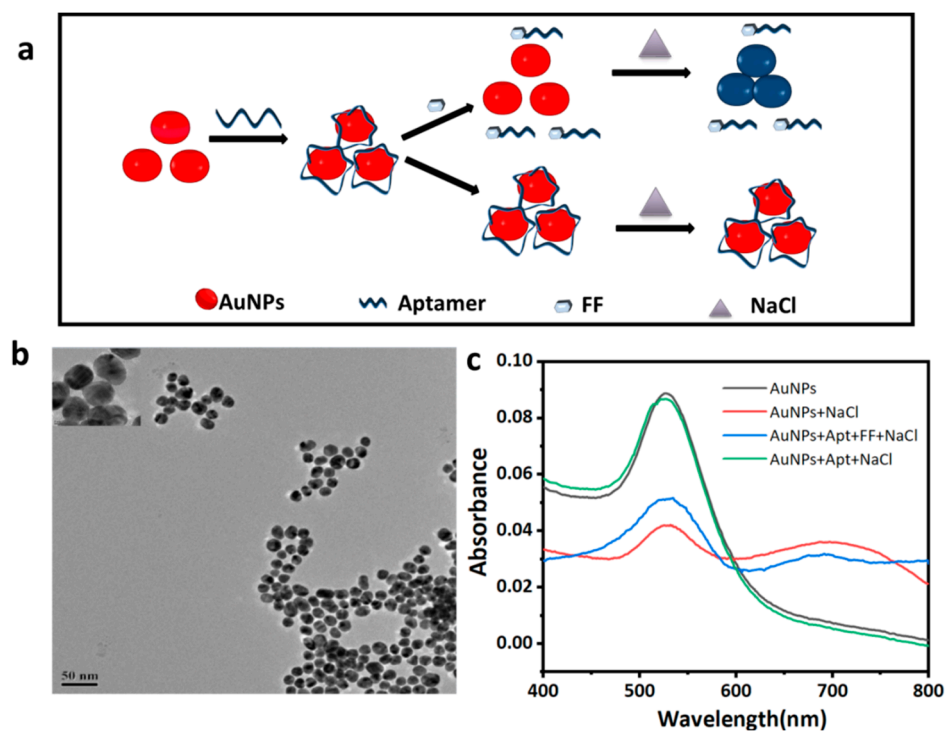 a
AuNPs
Aptamer
FF
NaCl
b
50 nm
c
0.10
0.08
0.06
0.04
0.02
0.00
Absorbance
AuNPs
AuNPs+NaCl
AuNPs+Apt+FF+NaCl
AuNPs+Apt+NaCl
400
500
600
700
800
Wavelength(nm)